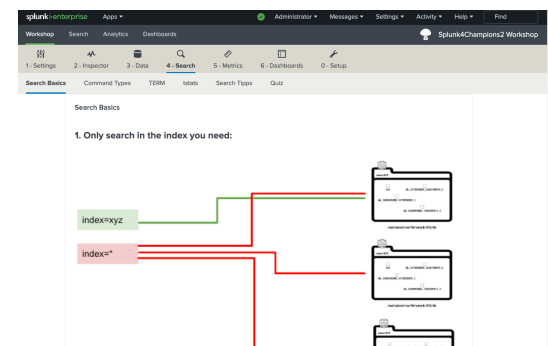 splunk>enterprise Apps ▾ Administrator ▾ Messages ▾ Settings ▾ Activity ▾ Help ▾ Find
Workshop Search Analytics Dashboards Splunk4Champions2 Workshop
1 - Settings 2 - Inspector 3 - Data 4 - Search 5 - Metrics 6 - Dashboards 0 - Setup
Search Basics Command Types TERM tstats Search Tipps Quiz
Search Basics
1. Only search in the index you need:
index=xyz
index=*